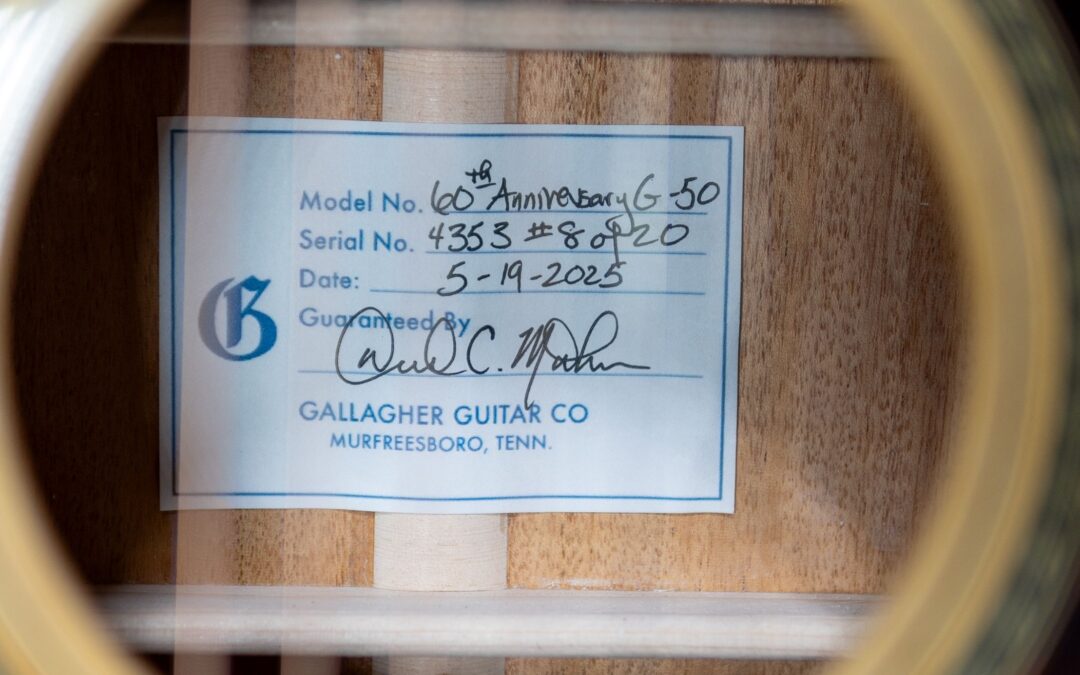 Model No. 60th Anniversary G-50
Serial No. 4353 #8 of 20
Date: 5-19-2025
G
Guaranteed By
GALLAGHER GUITAR CO
MURFREESBORO, TENN.